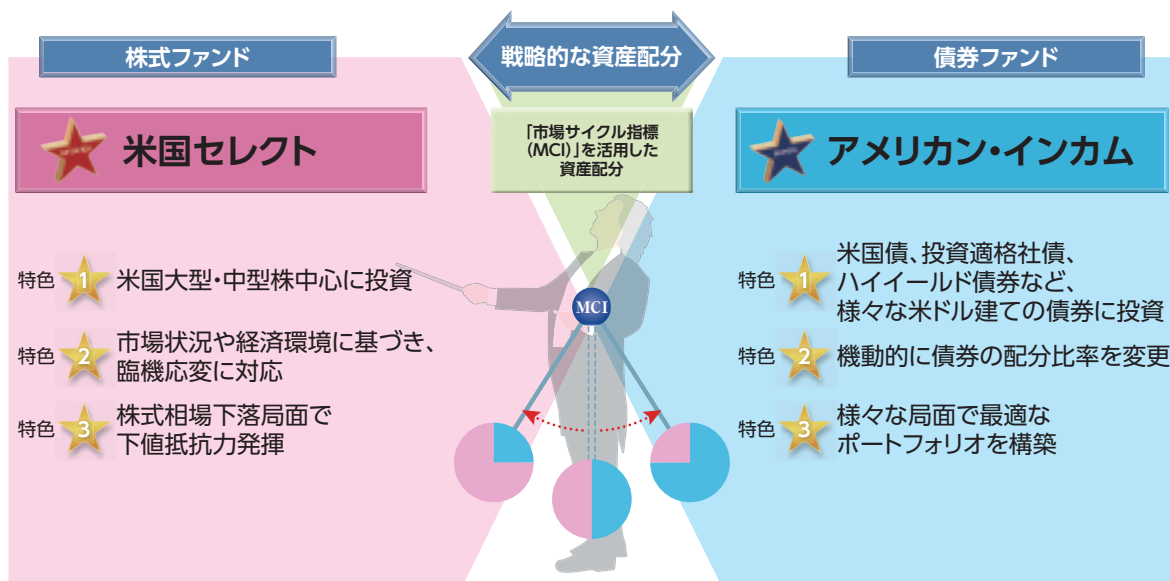 株式ファンド
戦略的な資産配分
債券ファンド
米国セレクト
「市場サイクル指標
(MCI)」を活用した
資産配分
アメリカン・インカム
特色 1 米国大型・中型株中心に投資
特色 2 市場状況や経済環境に基づき、
臨機応変に対応
特色 3 株式相場下落局面で
下値抵抗力発揮
MCI
特色 1 米国債、投資適格社債、
ハイイールド債券など、
様々な米ドル建ての債券に投資
特色 2 機動的に債券の配分比率を変更
特色 3 様々な局面で最適な
ポートフォリオを構築